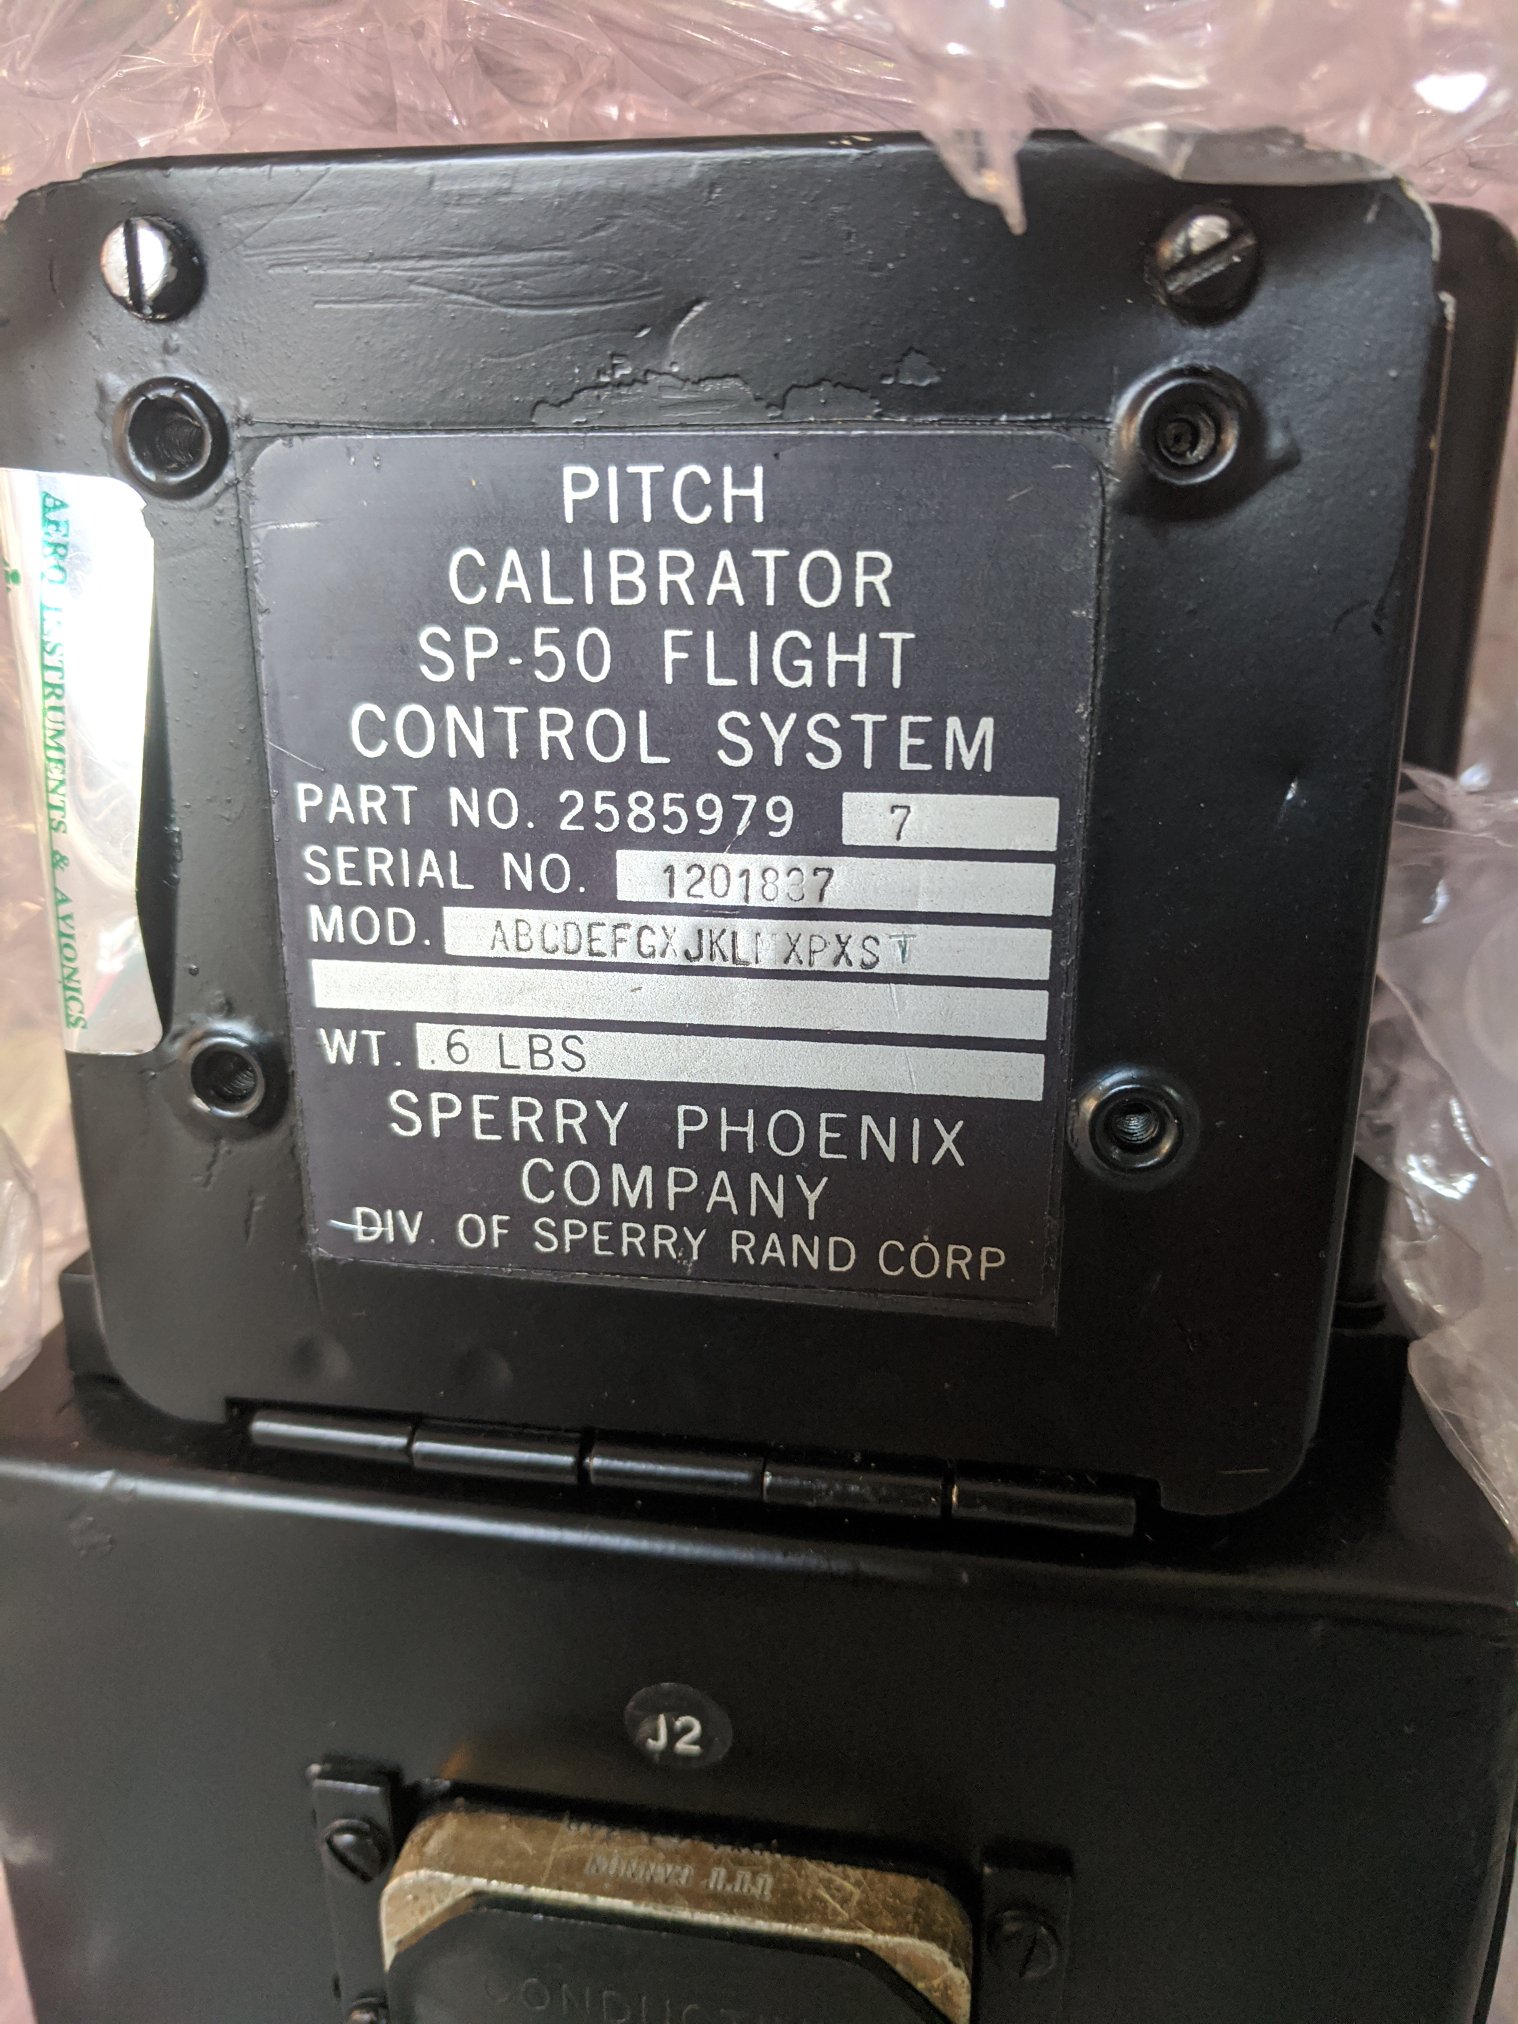 PITCH
CALIBRATOR
SP-50 FLIGHT
CONTROL SYSTEM
PART NO. 2585979 7
SERIAL NO. 1201837
MOD. ABCDEFGXJKLMXPXST
WT. .6 LBS
SPERRY PHOENIX
COMPANY
DIV. OF SPERRY RAND CORP
AERO INSTRUMENTS & AVIONICS
J2